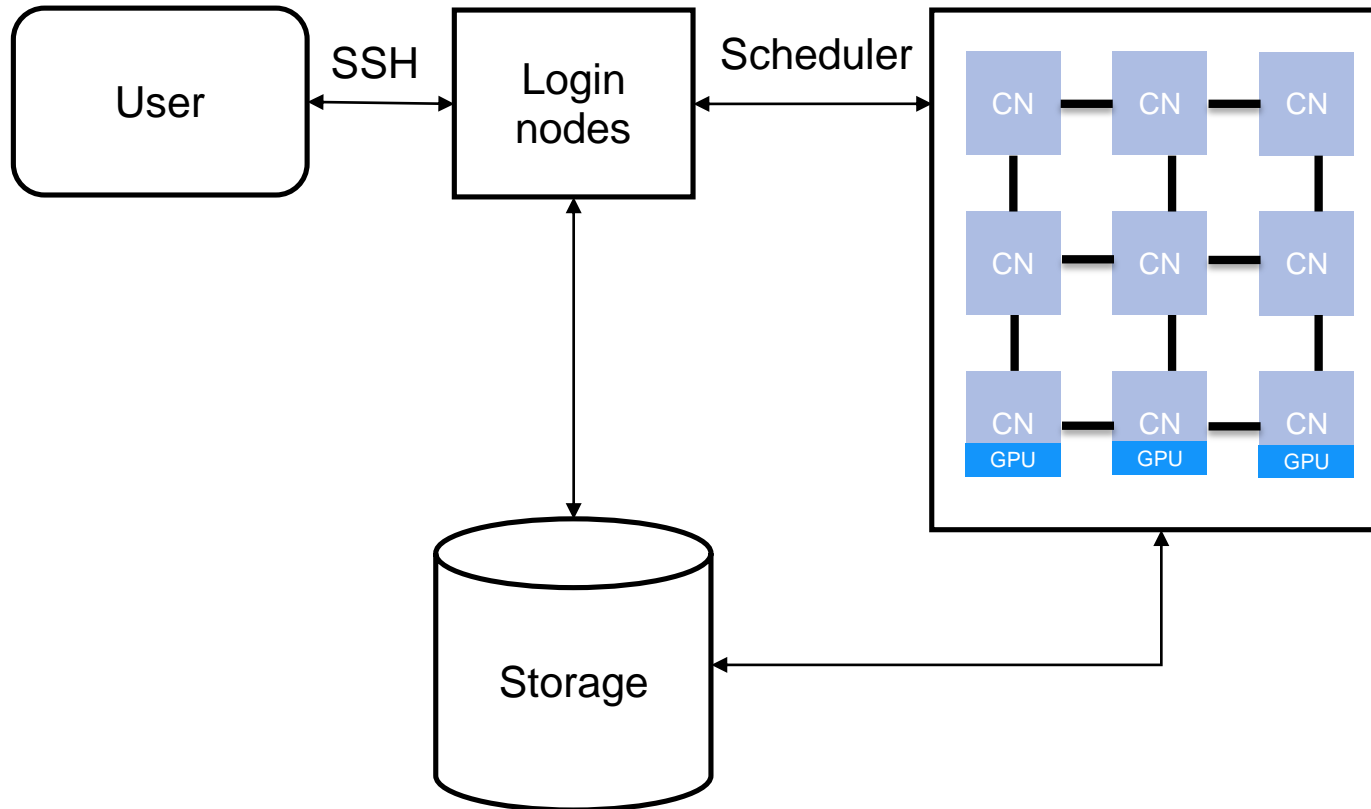 User
SSH
Login
nodes
Scheduler
CN
CN
CN
CN
CN
CN
CN
CN
CN
GPU
GPU
GPU
Storage